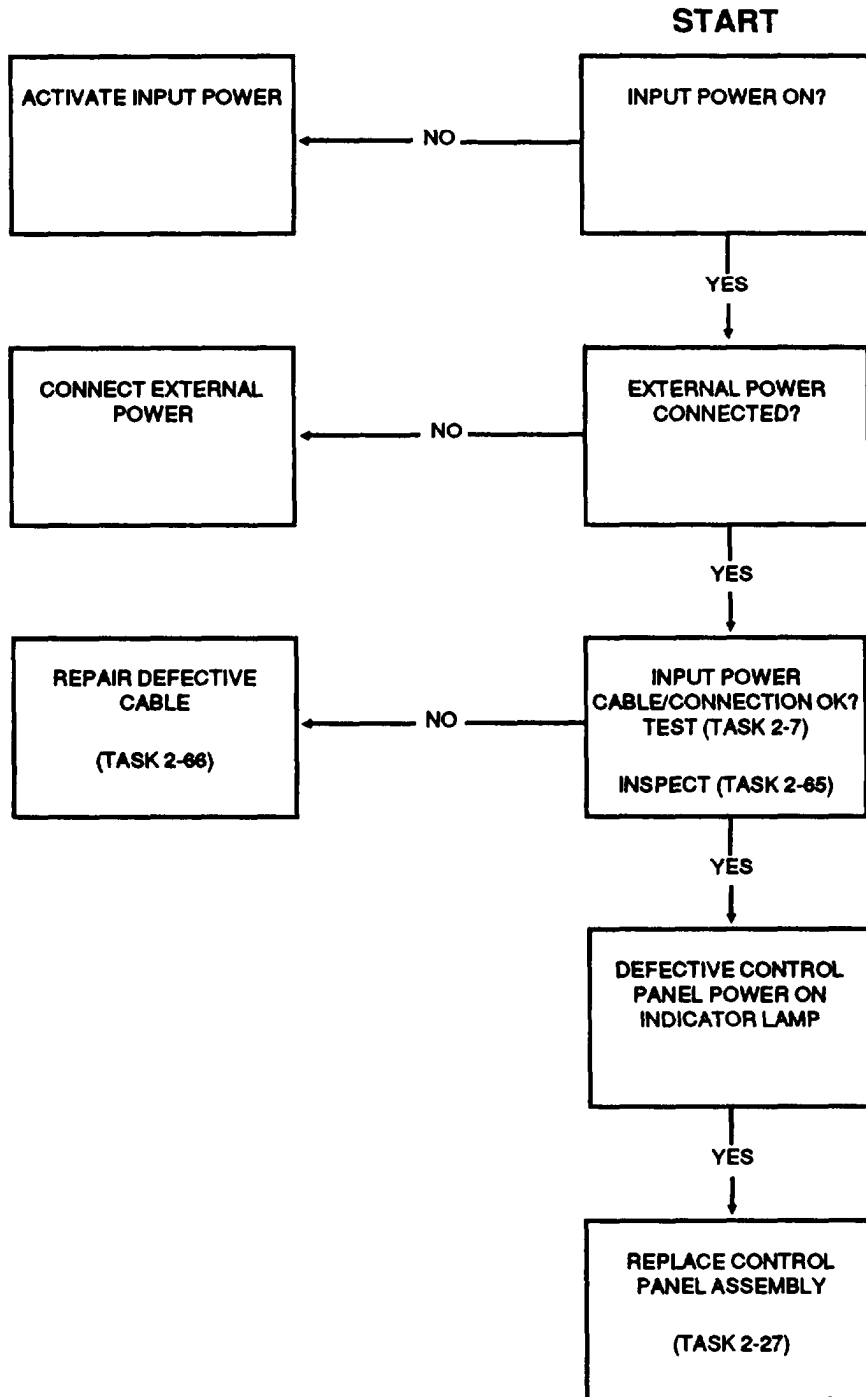 START
ACTIVATE INPUT POWER
INPUT POWER ON?
NO
YES
CONNECT EXTERNAL
POWER
EXTERNAL POWER
CONNECTED?
NO
YES
REPAIR DEFECTIVE
CABLE
(TASK 2-66)
INPUT POWER
CABLE/CONNECTION OK?
TEST (TASK 2-7)
INSPECT (TASK 2-65)
NO
YES
DEFECTIVE CONTROL
PANEL POWER ON
INDICATOR LAMP
YES
REPLACE CONTROL
PANEL ASSEMBLY
(TASK 2-27)